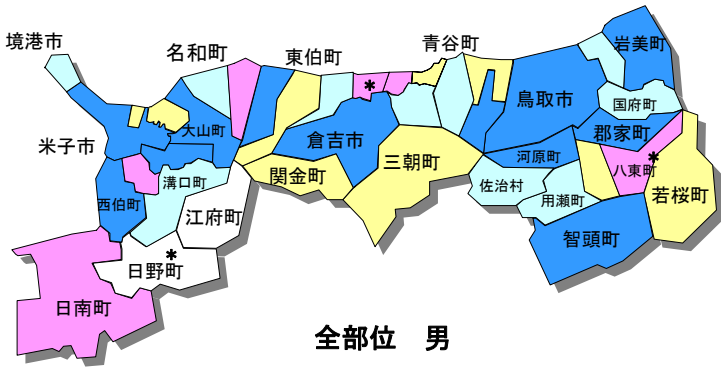 境港市
名和町
東伯町
青谷町
岩美町
米子市
大山町
倉吉市
鳥取市
国府町
郡家町
溝口町
関金町
三朝町
河原町
八東町
西伯町
江府町
佐治村
用瀬町
若桜町
日野町
智頭町
日南町
*
*
*
全部位 男